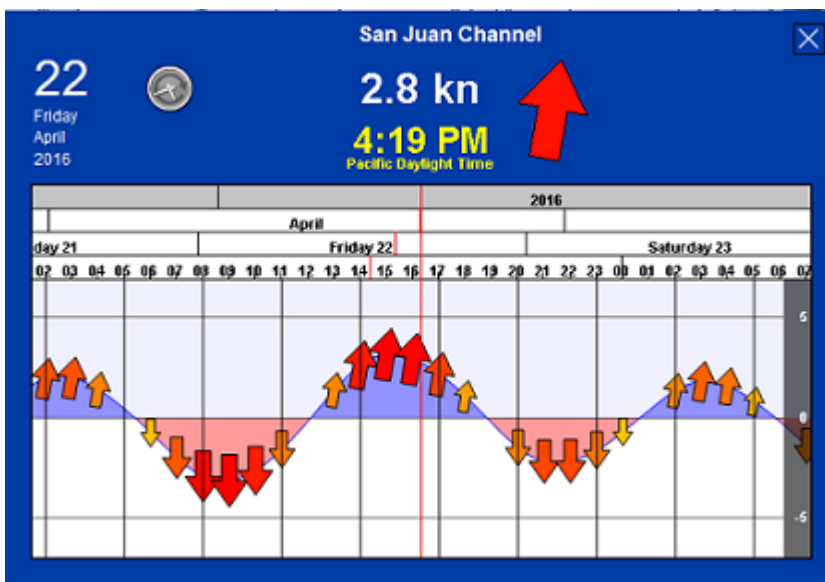 San Juan Channel
22
Friday
April
2016
2.8 kn
4:19 PM
Pacific Daylight Time
2016
April
day 21 Friday 22 Saturday 23
02 03 04 05 06 07 08 09 10 11 12 13 14 15 16 17 18 19 20 21 22 23 00 01 02 03 04 05 06 07
5
0
-5